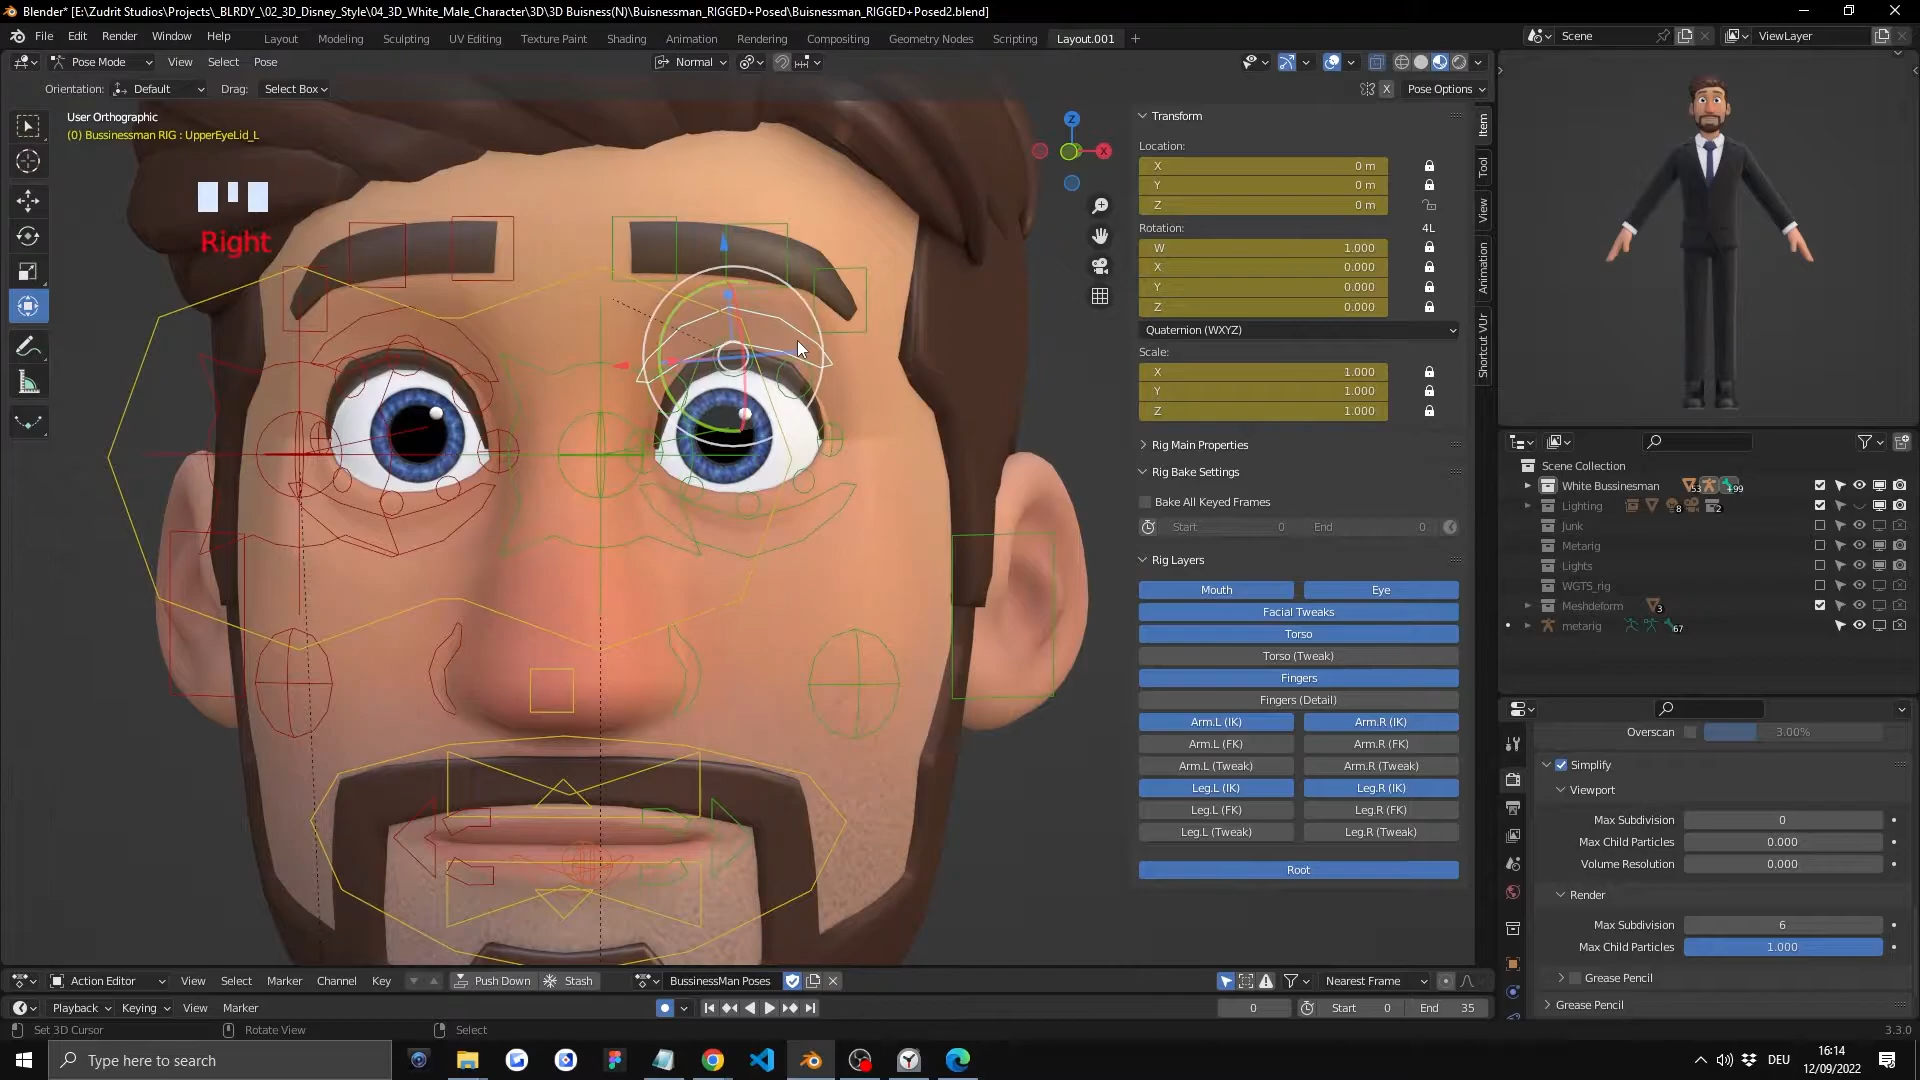 Blender* [E:\Zudrit Studios\Projects\_BLRDY_\02_3D_Disney_Style\04_3D_White_Male_Character\3D\3D Buisness(N)\Buisnessman_RIGGED+Posed\Buisnessman_RIGGED+Posed2.blend]
File Edit Render Window Help
Layout Modeling Sculpting UV Editing Texture Paint Shading Animation Rendering Compositing Geometry Nodes Scripting Layout.001 +
Scene
ViewLayer
Pose Mode View Select Pose
Normal
Orientation: Default Drag: Select Box
X Pose Options
User Orthographic
(0) Bussinessman RIG : UpperEyeLid_L
Right
Z
X
Transform
Location:
X 0 m
Y 0 m
Z 0 m
Rotation: 4L
W 1.000
X 0.000
Y 0.000
Z 0.000
Quaternion (WXYZ)
Scale:
X 1.000
Y 1.000
Z 1.000
Rig Main Properties
Rig Bake Settings
Bake All Keyed Frames
Start 0 End 0
Rig Layers
Mouth Eye
Facial Tweaks
Torso
Torso (Tweak)
Fingers
Fingers (Detail)
Arm.L (IK) Arm.R (IK)
Arm.L (FK) Arm.R (FK)
Arm.L (Tweak) Arm.R (Tweak)
Leg.L (IK) Leg.R (IK)
Leg.L (FK) Leg.R (FK)
Leg.L (Tweak) Leg.R (Tweak)
Root
Item
Tool
View
Animation
Shortcut VUr
Scene Collection
White Bussinesman 53 +99
Lighting 8 2
Junk
Metarig
Lights
WGTS_rig
Meshdeform 3
metarig 67
Overscan 3.00%
Simplify
Viewport
Max Subdivision 0
Max Child Particles 0.000
Volume Resolution 0.000
Render
Max Subdivision 6
Max Child Particles 1.000
Grease Pencil
Grease Pencil
Action Editor View Select Marker Channel Key Push Down Stash BussinessMan Poses Nearest Frame
Playback Keying View Marker 0 Start 0 End 35
Set 3D Cursor Rotate View Select 3.3.0
Type here to search
DEU
16:14
12/09/2022